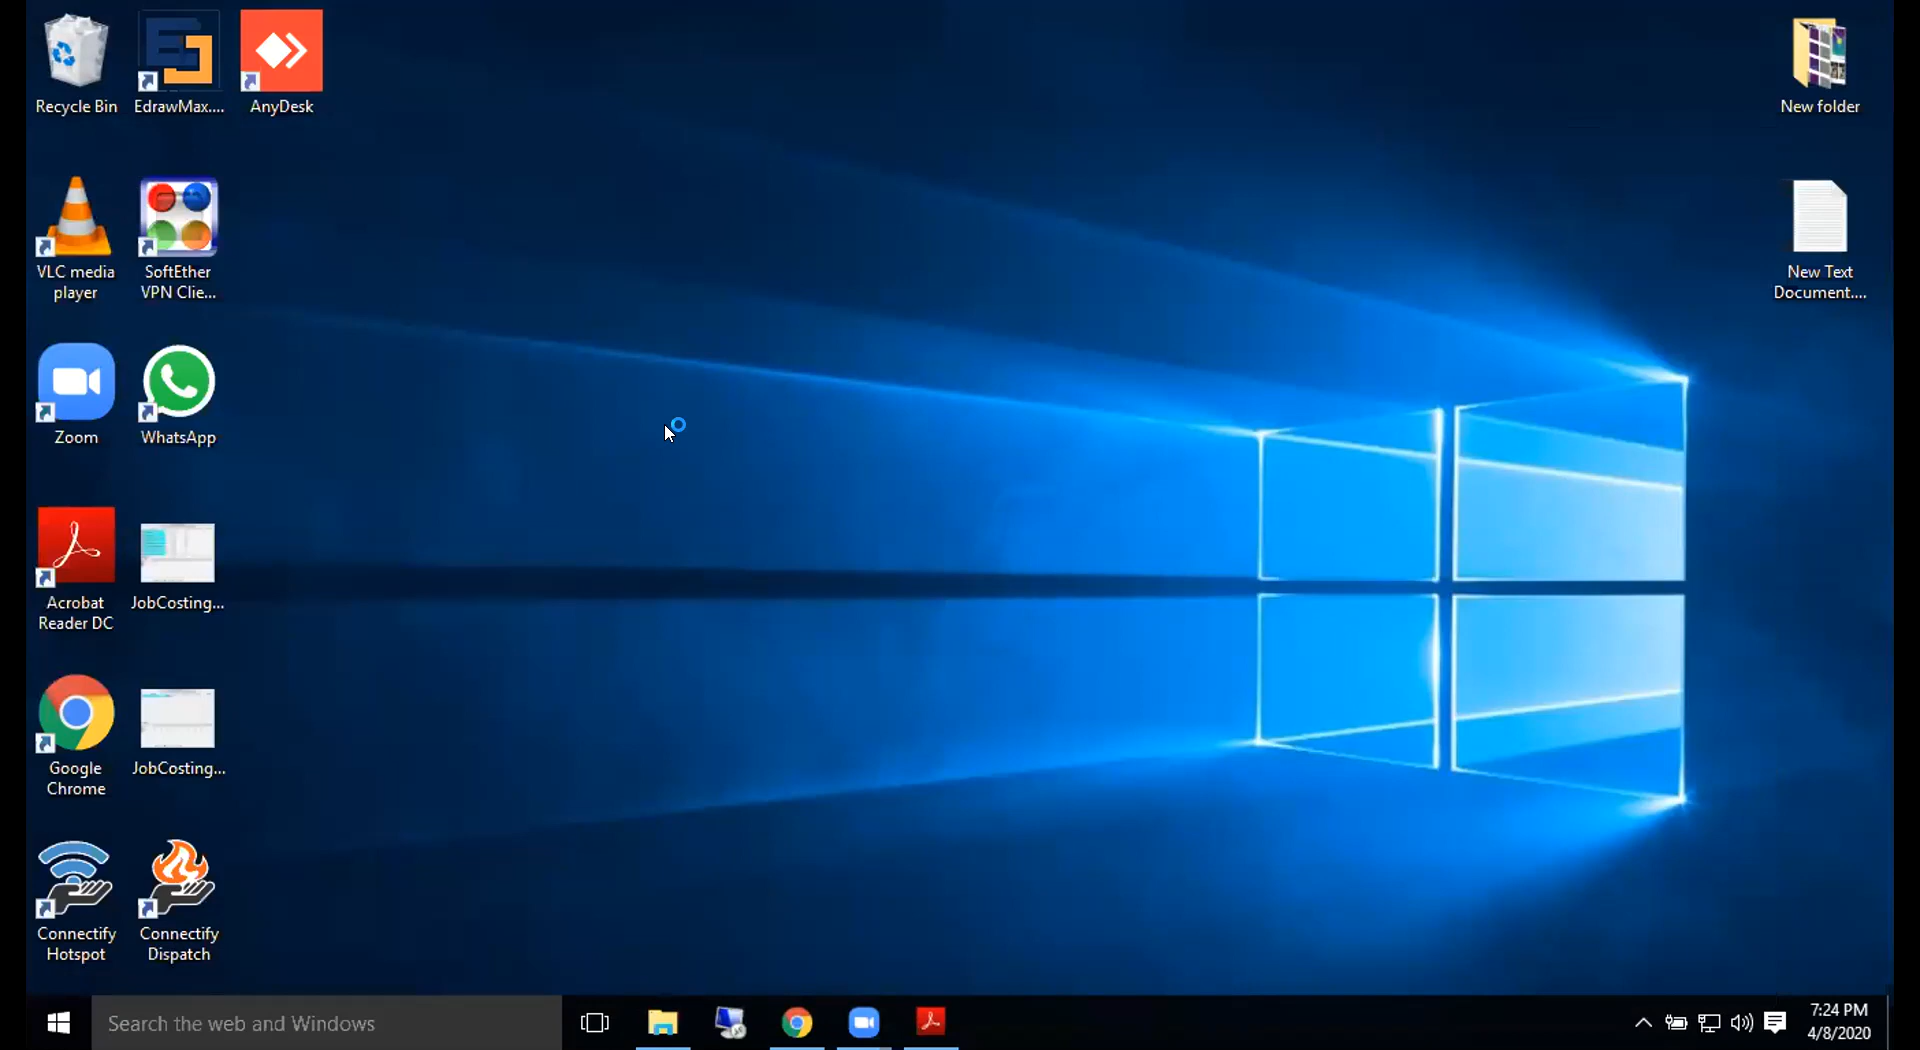 Recycle Bin
EdrawMax....
AnyDesk
New folder
VLC media
player
SoftEther
VPN Clie...
New Text
Document....
Zoom
WhatsApp
Acrobat
Reader DC
JobCosting...
Google
Chrome
JobCosting...
Connectify
Hotspot
Connectify
Dispatch
Search the web and Windows
7:24 PM
4/8/2020